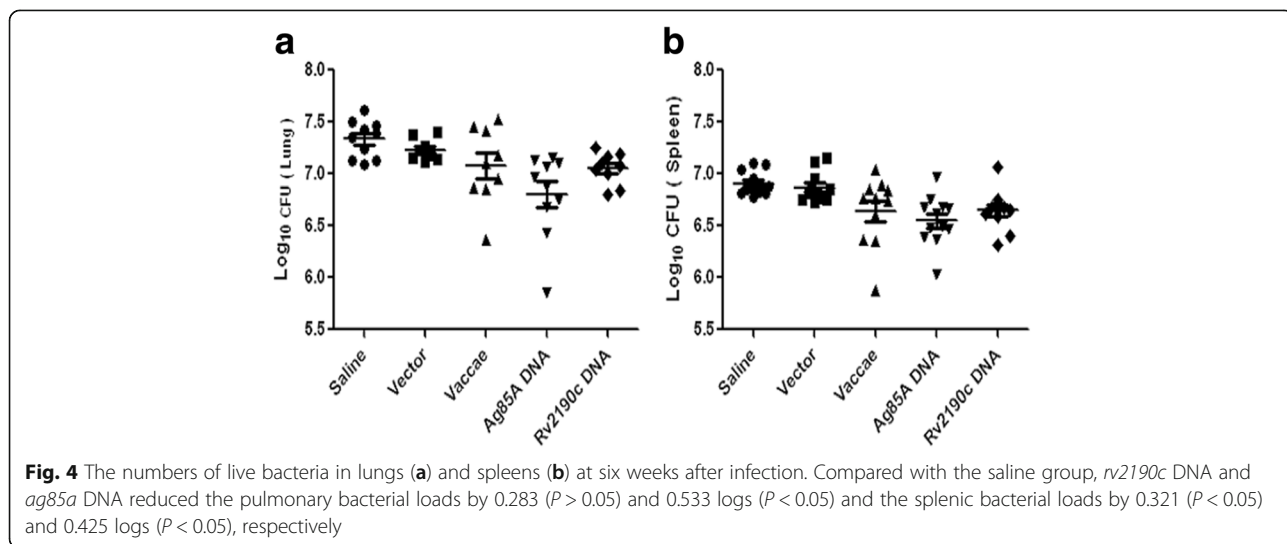 a
b
8.0
7.5
7.0
6.5
6.0
5.5
Log10 CFU ( Lung )
Saline
Vector
Vaccae
Ag85A DNA
Rv2190c DNA
8.0
7.5
7.0
6.5
6.0
5.5
Log10 CFU ( Spleen)
Saline
Vector
Vaccae
Ag85A DNA
Rv2190c DNA
Fig. 4 The numbers of live bacteria in lungs (a) and spleens (b) at six weeks after infection. Compared with the saline group, rv2190c DNA and
ag85a DNA reduced the pulmonary bacterial loads by 0.283 (P > 0.05) and 0.533 logs (P < 0.05) and the splenic bacterial loads by 0.321 (P < 0.05)
and 0.425 logs (P < 0.05), respectively